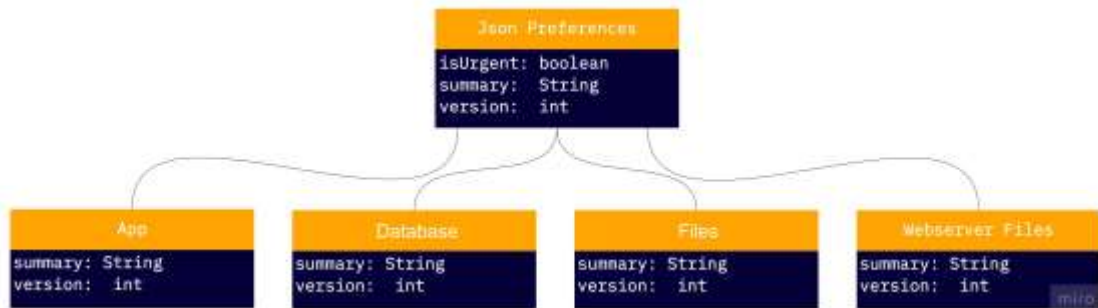 Json Preferences
isUrgent: boolean
summary: String
version: int
App
summary: String
version: int
Database
summary: String
version: int
Files
summary: String
version: int
Webserver Files
summary: String
version: int
miro